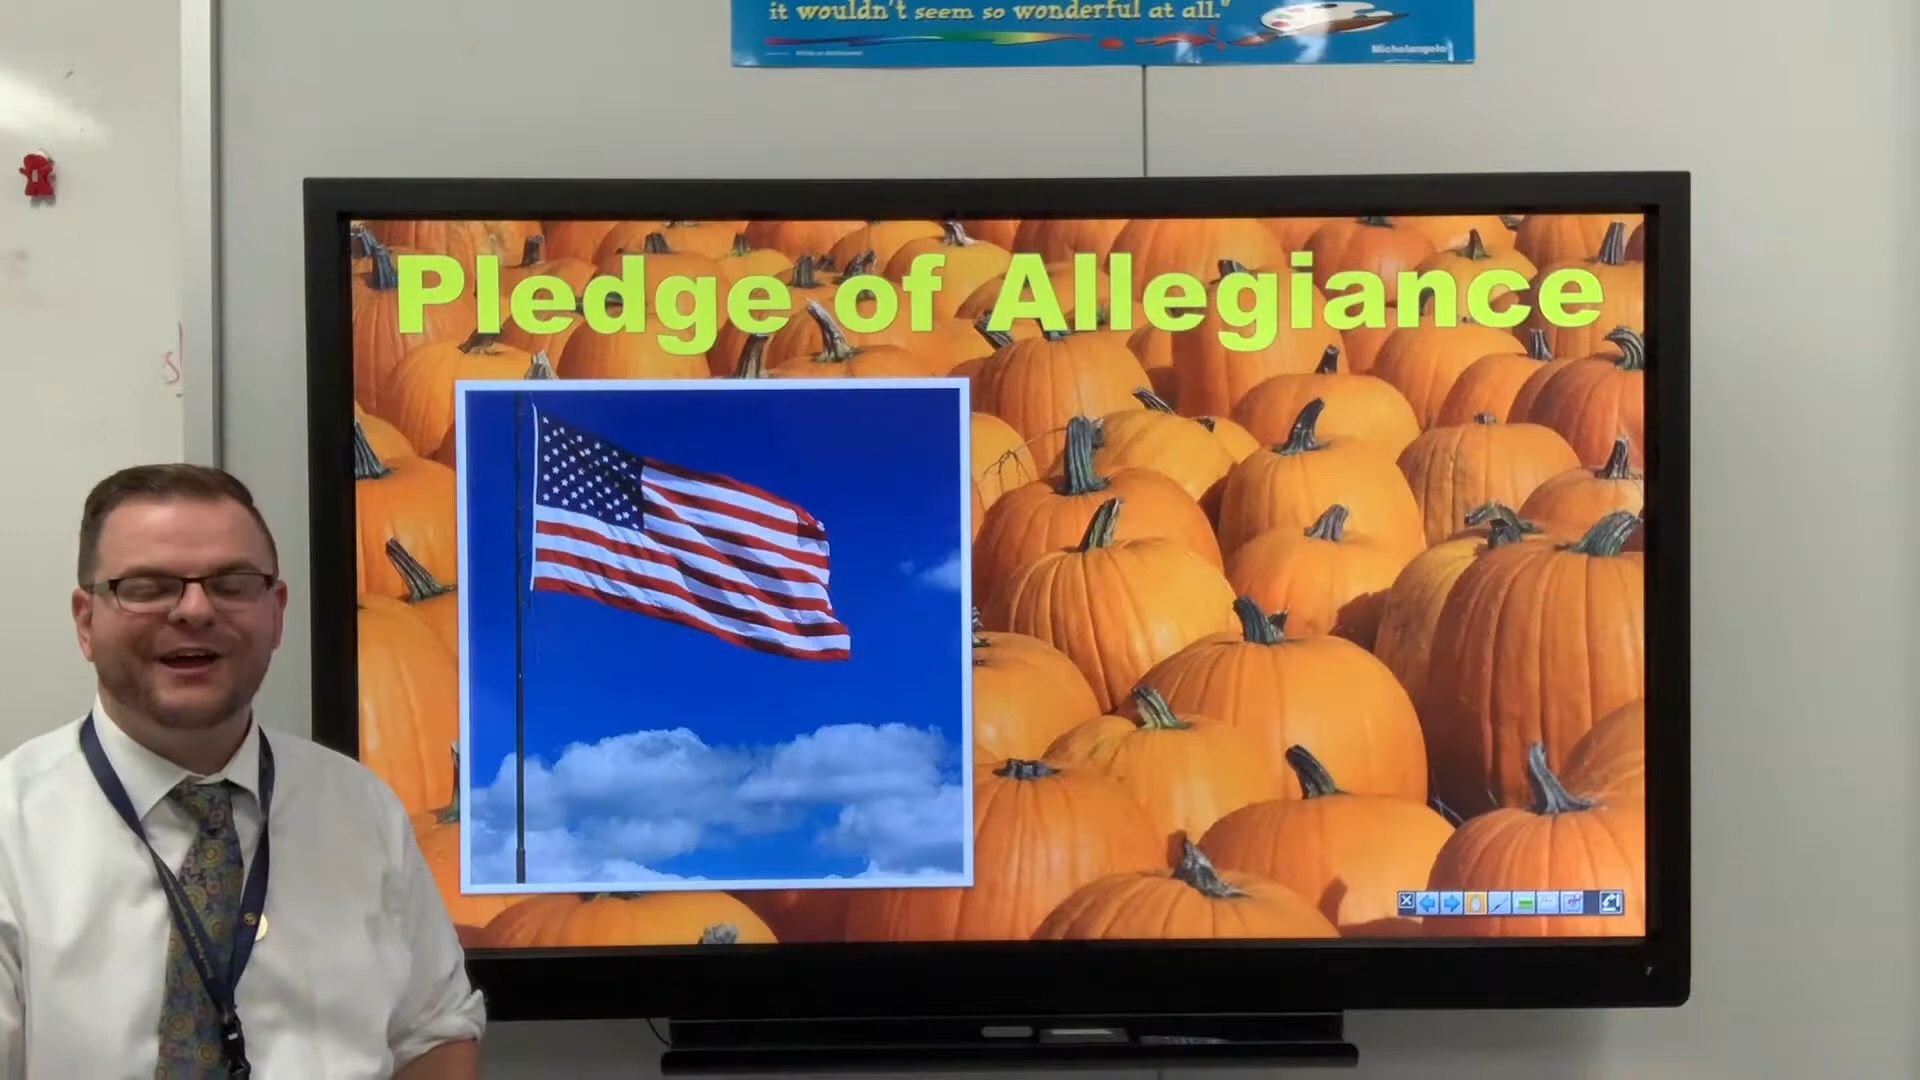 it wouldn't seem so wonderful at all."
Michelangelo
Pledge of Allegiance